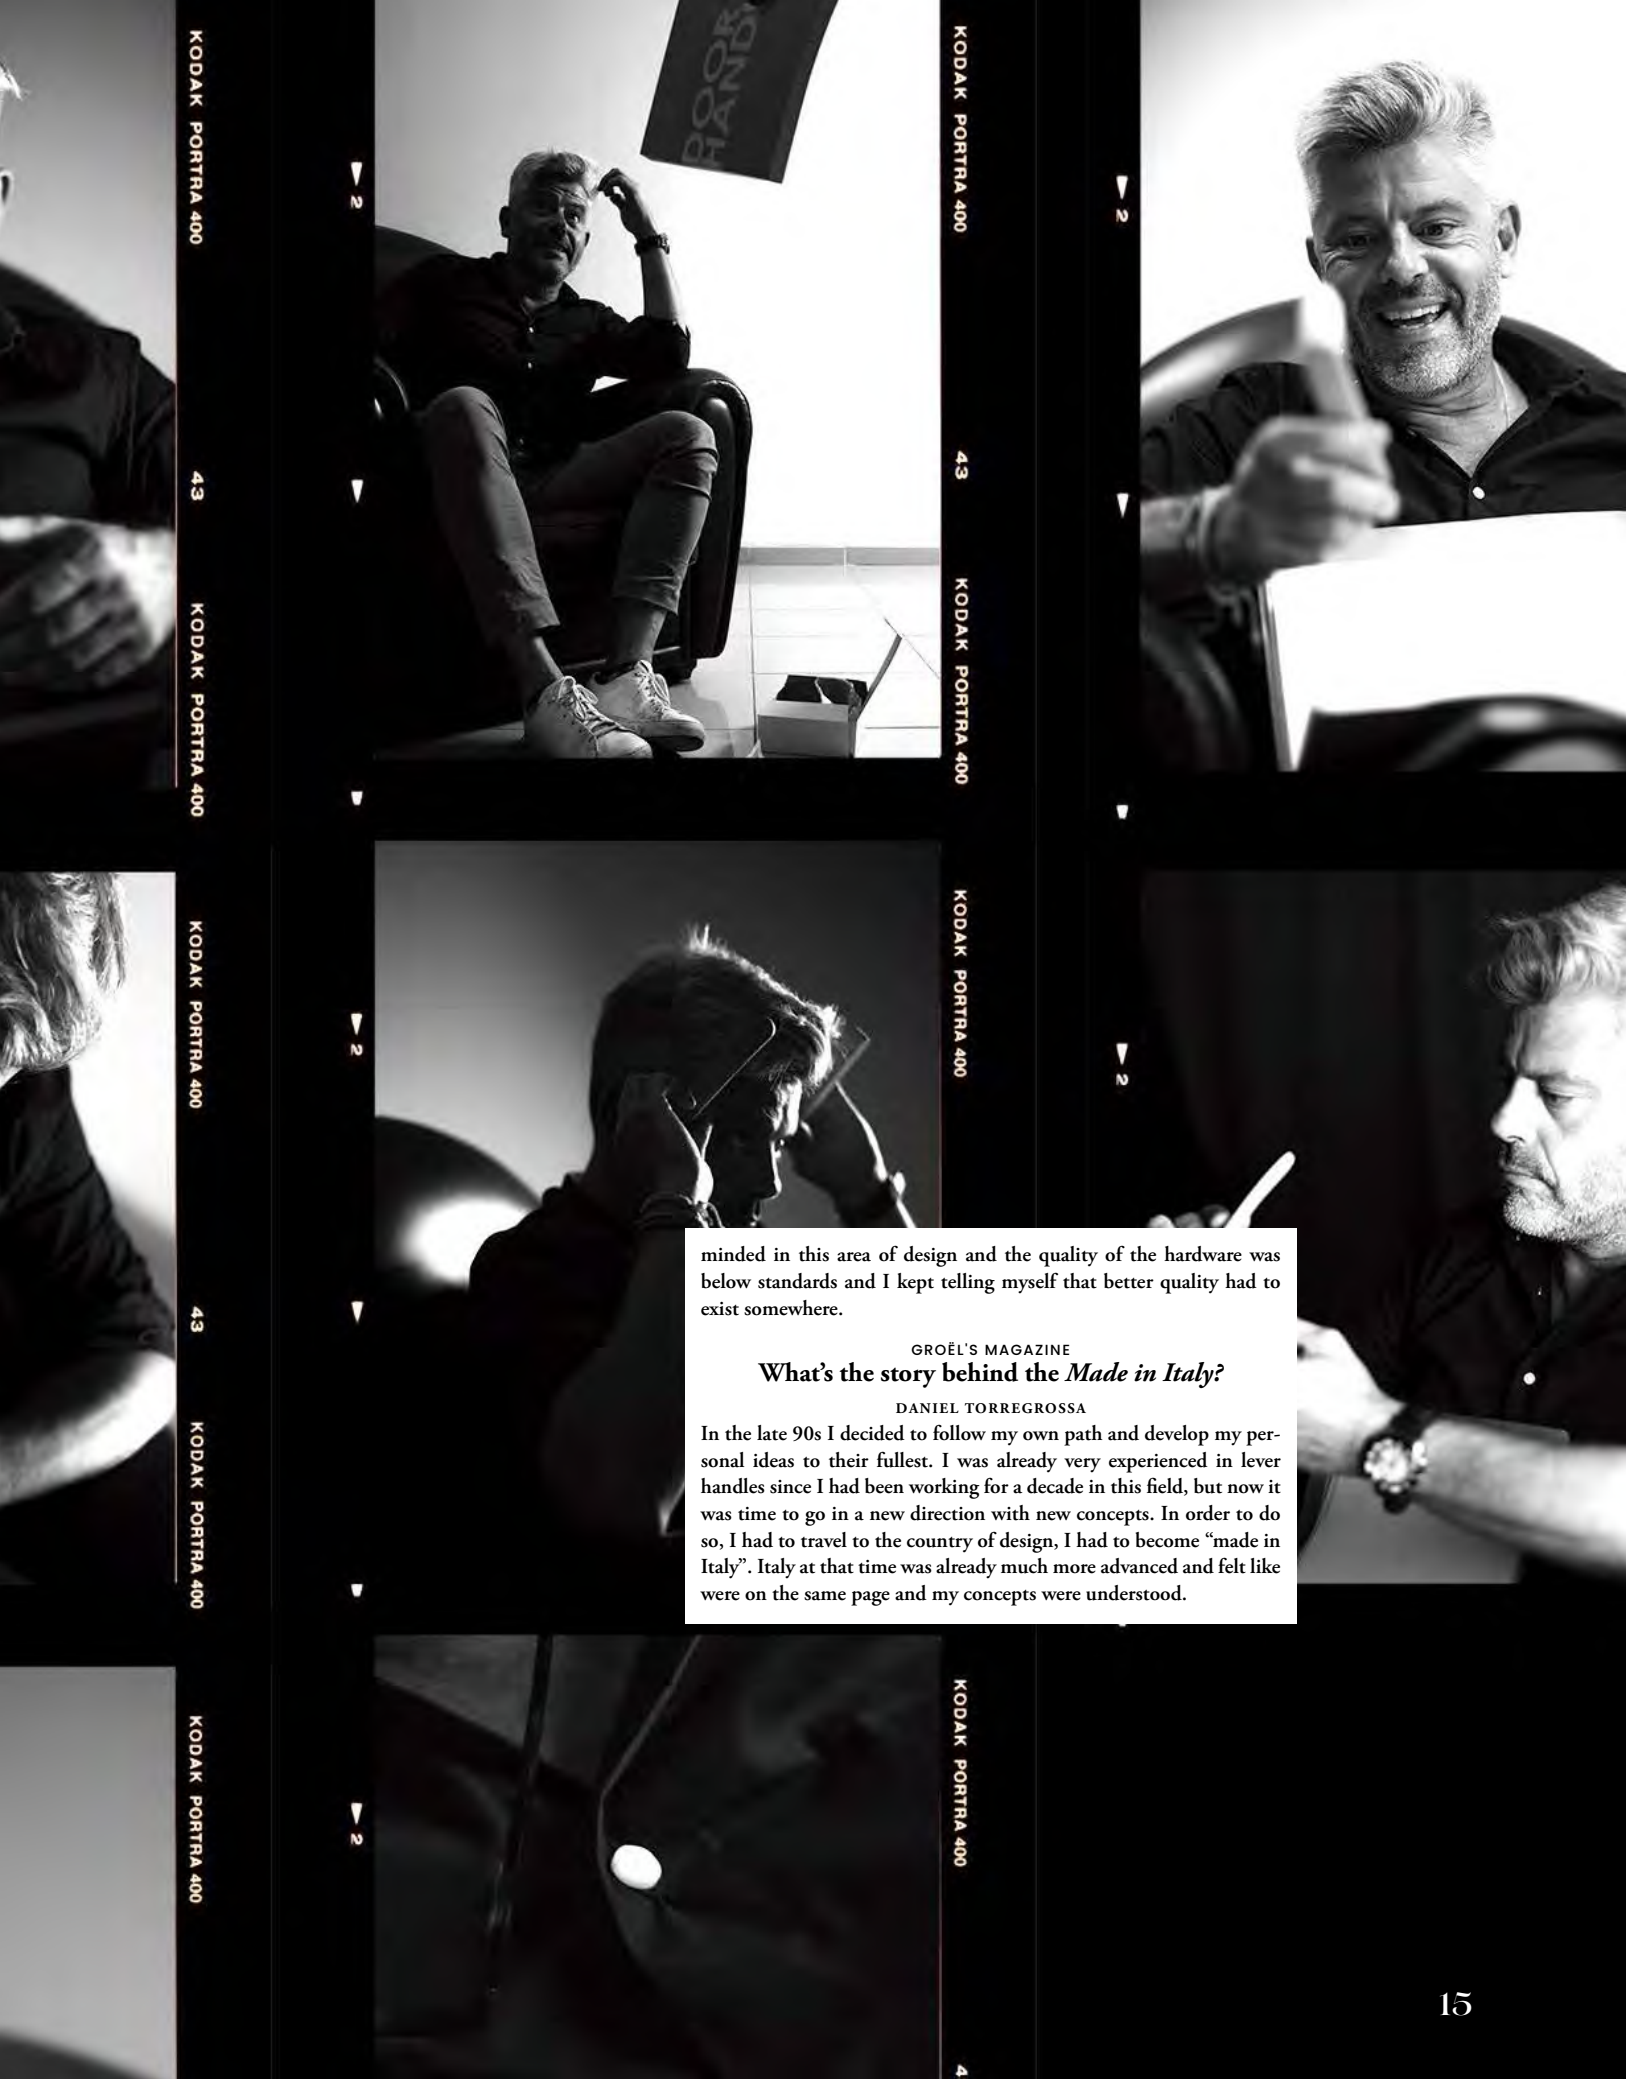 KODAK PORTRA 400
43
KODAK PORTRA 400
KODAK PORTRA 400
43
KODAK PORTRA 400
KODAK PORTRA 400
2
2
2
DOOR
HAND
KODAK PORTRA 400
43
KODAK PORTRA 400
KODAK PORTRA 400
KODAK PORTRA 400
4
2
2
minded in this area of design and the quality of the hardware was
below standards and I kept telling myself that better quality had to
exist somewhere.
GROËL'S MAGAZINE
What’s the story behind the Made in Italy?
DANIEL TORREGROSSA
In the late 90s I decided to follow my own path and develop my per-
sonal ideas to their fullest. I was already very experienced in lever
handles since I had been working for a decade in this field, but now it
was time to go in a new direction with new concepts. In order to do
so, I had to travel to the country of design, I had to become “made in
Italy”. Italy at that time was already much more advanced and felt like
were on the same page and my concepts were understood.
15